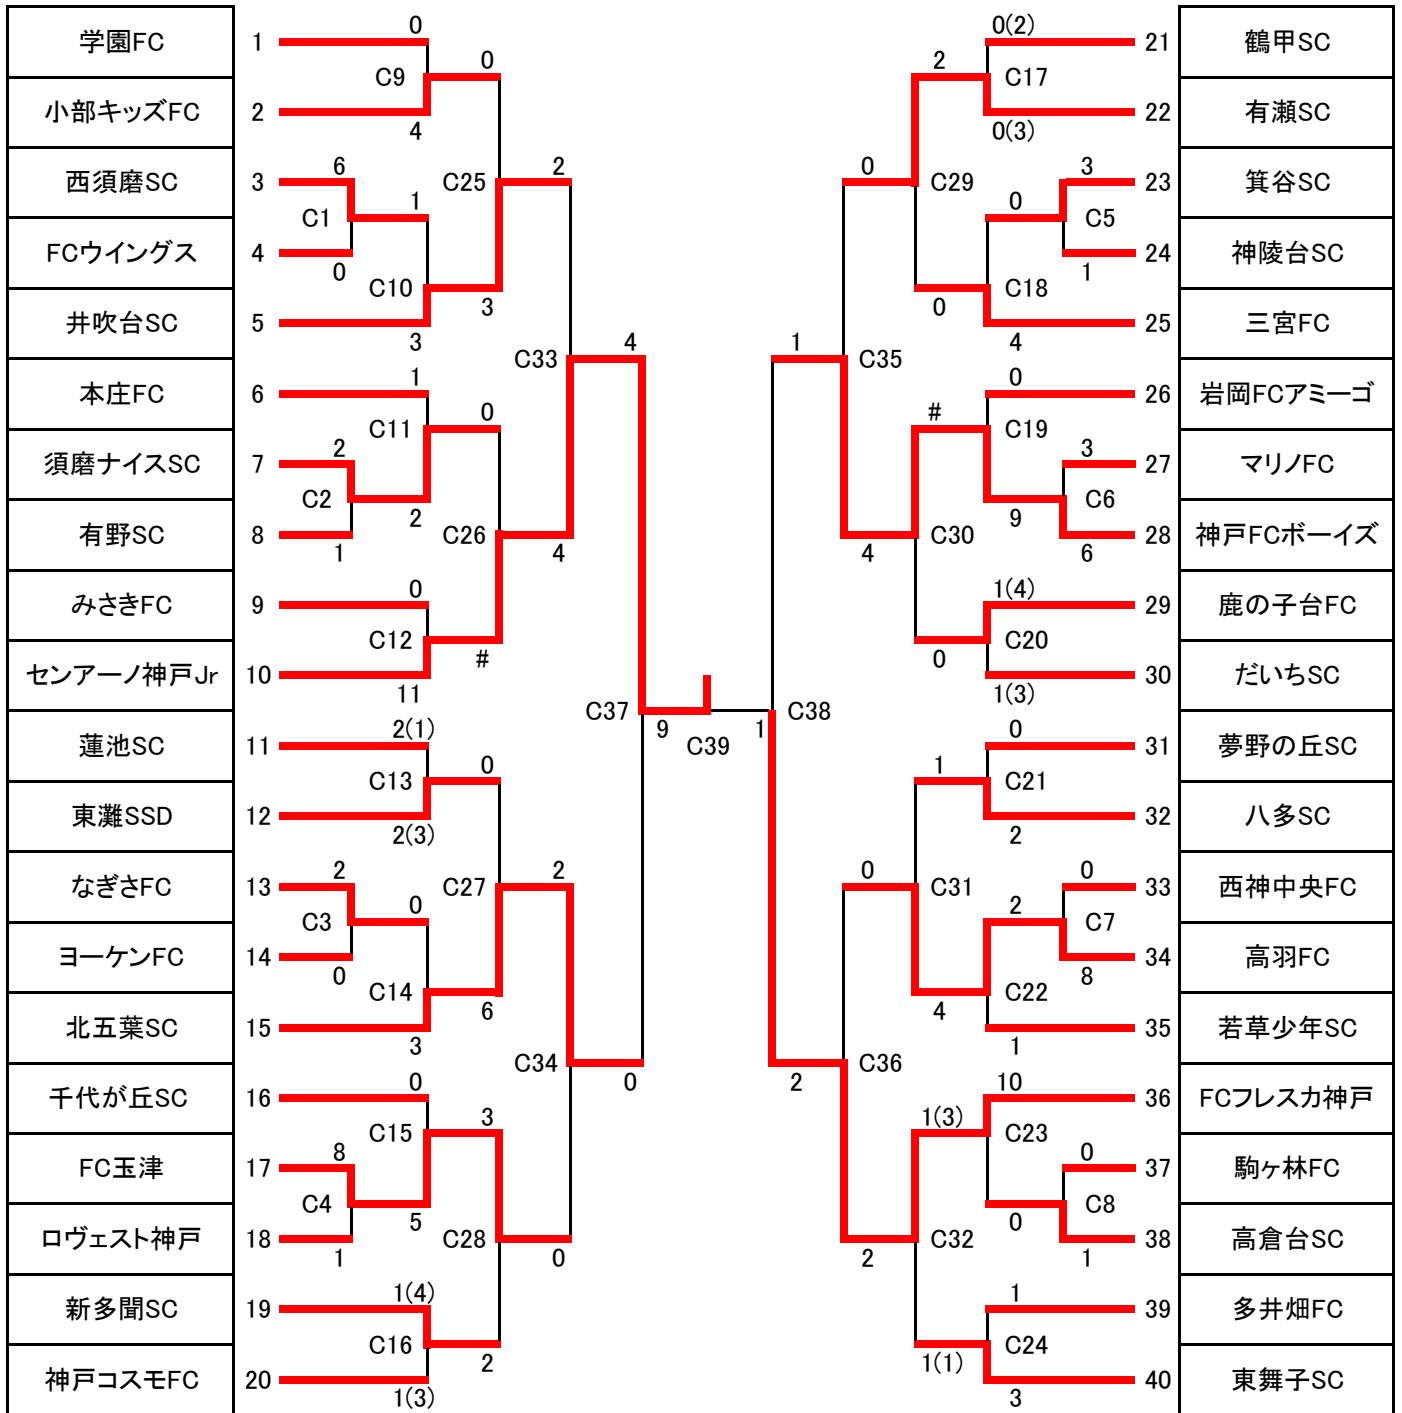 学園FC 1 0 0(2) 21 鶴甲SC
C9 0 2 C17
小部キッズFC 2 4 0(3) 22 有瀬SC
西須磨SC 3 6 C25 2 0 C29 3 23 箕谷SC
C1 1 0 C5
FCウイングス 4 0 1 24 神陵台SC
C10 3 0 C18
井吹台SC 5 3 4 25 三宮FC
C33 4 1 C35
本庄FC 6 1 0 26 岩岡FCアミーゴ
C11 0 # C19
須磨ナイスSC 7 2 3 27 マリノFC
C2 2 9 C6
有野SC 8 1 C26 4 4 C30 6 28 神戸FCボーイズ
みさきFC 9 0 1(4) 29 鹿の子台FC
C12 # 0 C20
センアーノ神戸Jr 10 11 1(3) 30 だいちSC
C37 9 C39 1 C38
蓮池SC 11 2(1) 0 31 夢野の丘SC
C13 0 1 C21
東灘SSD 12 2(3) 2 32 八多SC
なぎさFC 13 2 C27 2 0 C31 0 33 西神中央FC
C3 0 2 C7
ヨーケンFC 14 0 8 34 高羽FC
C14 6 4 C22
北五葉SC 15 3 1 35 若草少年SC
C34 0 2 C36
千代が丘SC 16 0 10 36 FCフレスカ神戸
C15 3 1(3) C23
FC玉津 17 8 0 37 駒ヶ林FC
C4 5 0 C8
ロヴェスト神戸 18 1 C28 0 2 C32 1 38 高倉台SC
新多聞SC 19 1(4) 1 39 多井畑FC
C16 2 1(1) C24
神戸コスモFC 20 1(3) 3 40 東舞子SC